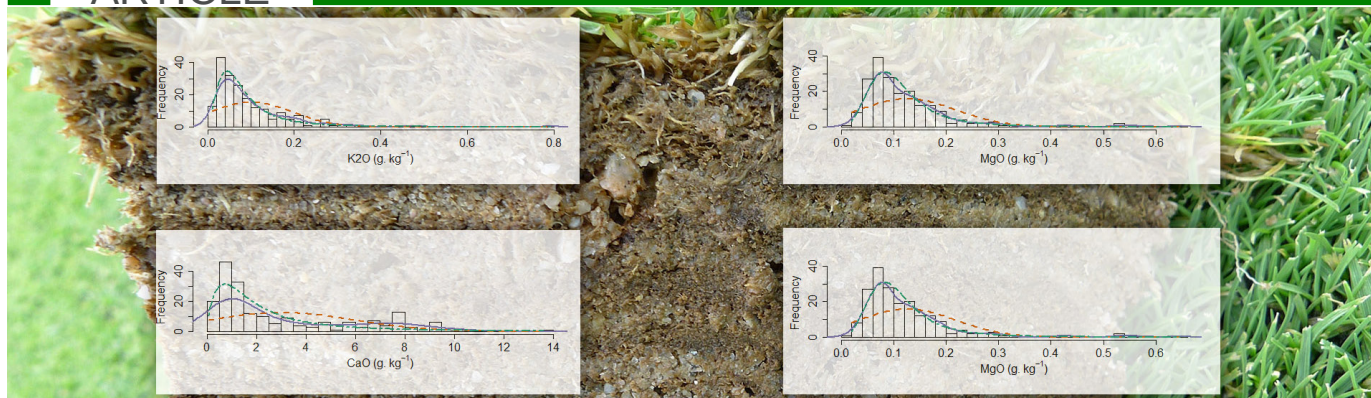 ARTICLE
Frequency
0 20 40
0.0 0.2 0.4 0.6 0.8
K2O (g. kg⁻¹)
Frequency
0 20 40
0.0 0.1 0.2 0.3 0.4 0.5 0.6
MgO (g. kg⁻¹)
Frequency
0 20 40
0 2 4 6 8 10 12 14
CaO (g. kg⁻¹)
Frequency
0 20 40
0.0 0.1 0.2 0.3 0.4 0.5 0.6
MgO (g. kg⁻¹)